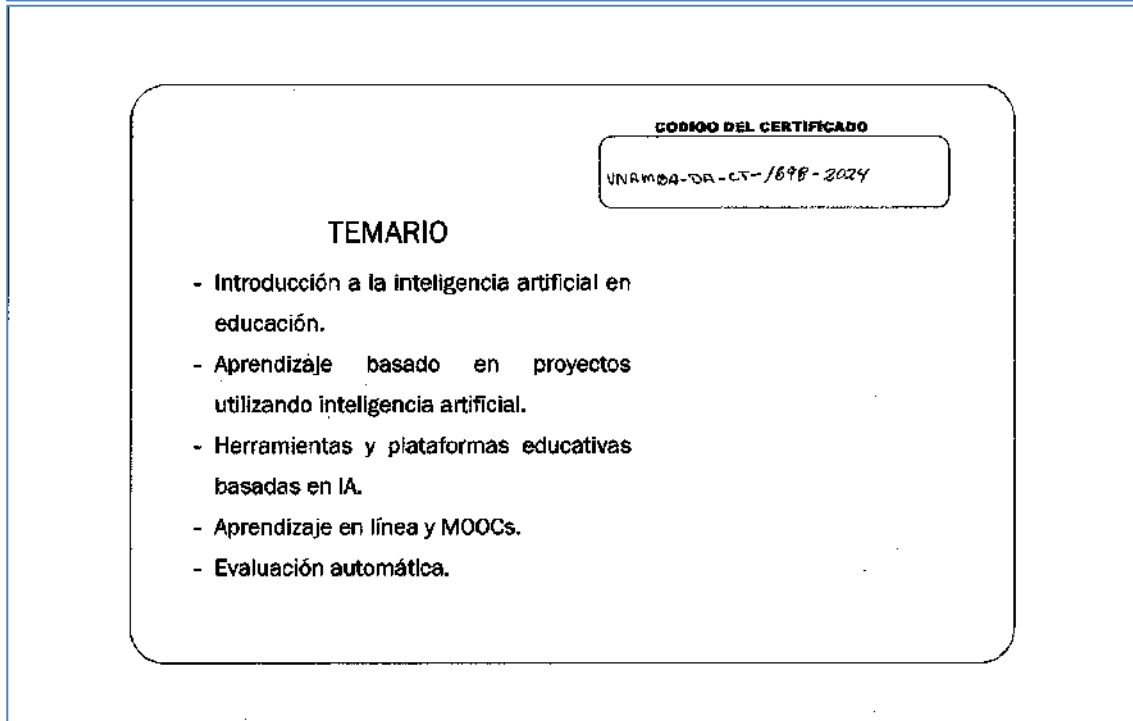 CODIGO DEL CERTIFICADO
UNAMBA-DA-CT-1698-2024
TEMARIO
- Introducción a la inteligencia artificial en
educación.
- Aprendizaje basado en proyectos
utilizando inteligencia artificial.
- Herramientas y plataformas educativas
basadas en IA.
- Aprendizaje en línea y MOOCs.
- Evaluación automática.